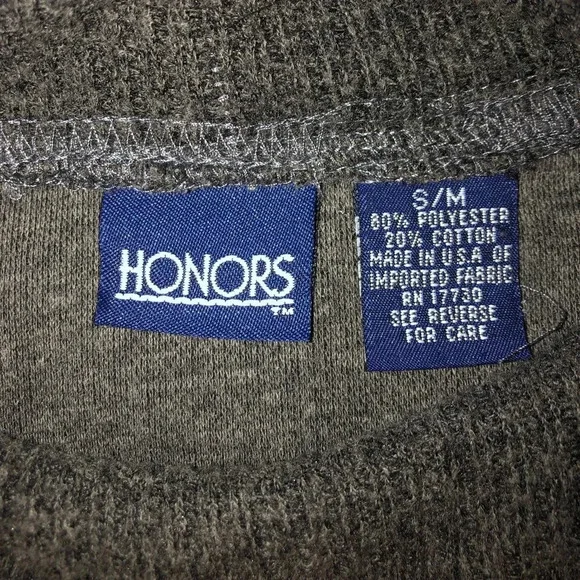 HONORS
TM
S/M
80% POLYESTER
20% COTTON
MADE IN U.S.A OF
IMPORTED FABRIC
RN 17730
SEE REVERSE
FOR CARE